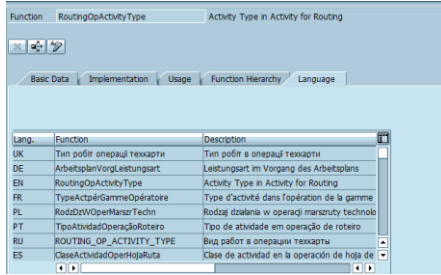 Function RoutingOpActivityType Activity Type in Activity for Routing
Basic Data Implementation Usage Function Hierarchy Language
Lang. Function Description
UK Тип робіт операції техкарти Тип робіт в операції техкарти
DE ArbeitsplanVorgLeistungsart Leistungsart im Vorgang des Arbeitsplans
EN RoutingOpActivityType Activity Type in Activity for Routing
FR TypeActpérGammeOpératoire Type d'activité dans l'opération de la gamme
PL RodzDzWOperMarszrTechn Rodzaj działania w operacji marszruty technolo
PT TipoAtividadOperaçãoRoteiro Tipo de atividade em operação de roteiro
RU ROUTING_OP_ACTIVITY_TYPE Вид работ в операции техкарты
ES ClaseActividadOperHojaRuta Clase de actividad en la operación de hoja de